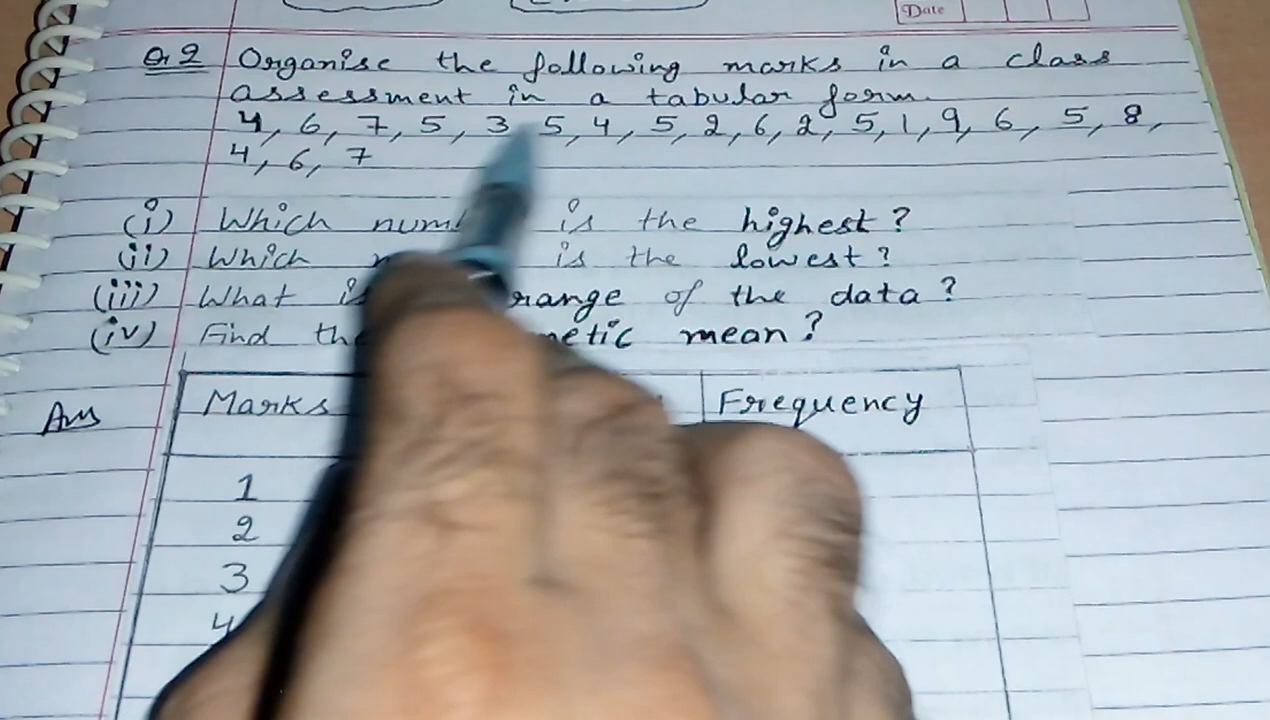 Date
Q.2 Organise the following marks in a class
assessment in a tabular form.
4, 6, 7, 5, 3 5, 4, 5, 2, 6, 2, 5, 1, 9, 6, 5, 8,
4, 6, 7
(i) Which is the highest?
(ii) Which is the lowest?
(iii) What range of the data?
(iv) Find mean?
Ans Marks Frequency
1
2
3
4